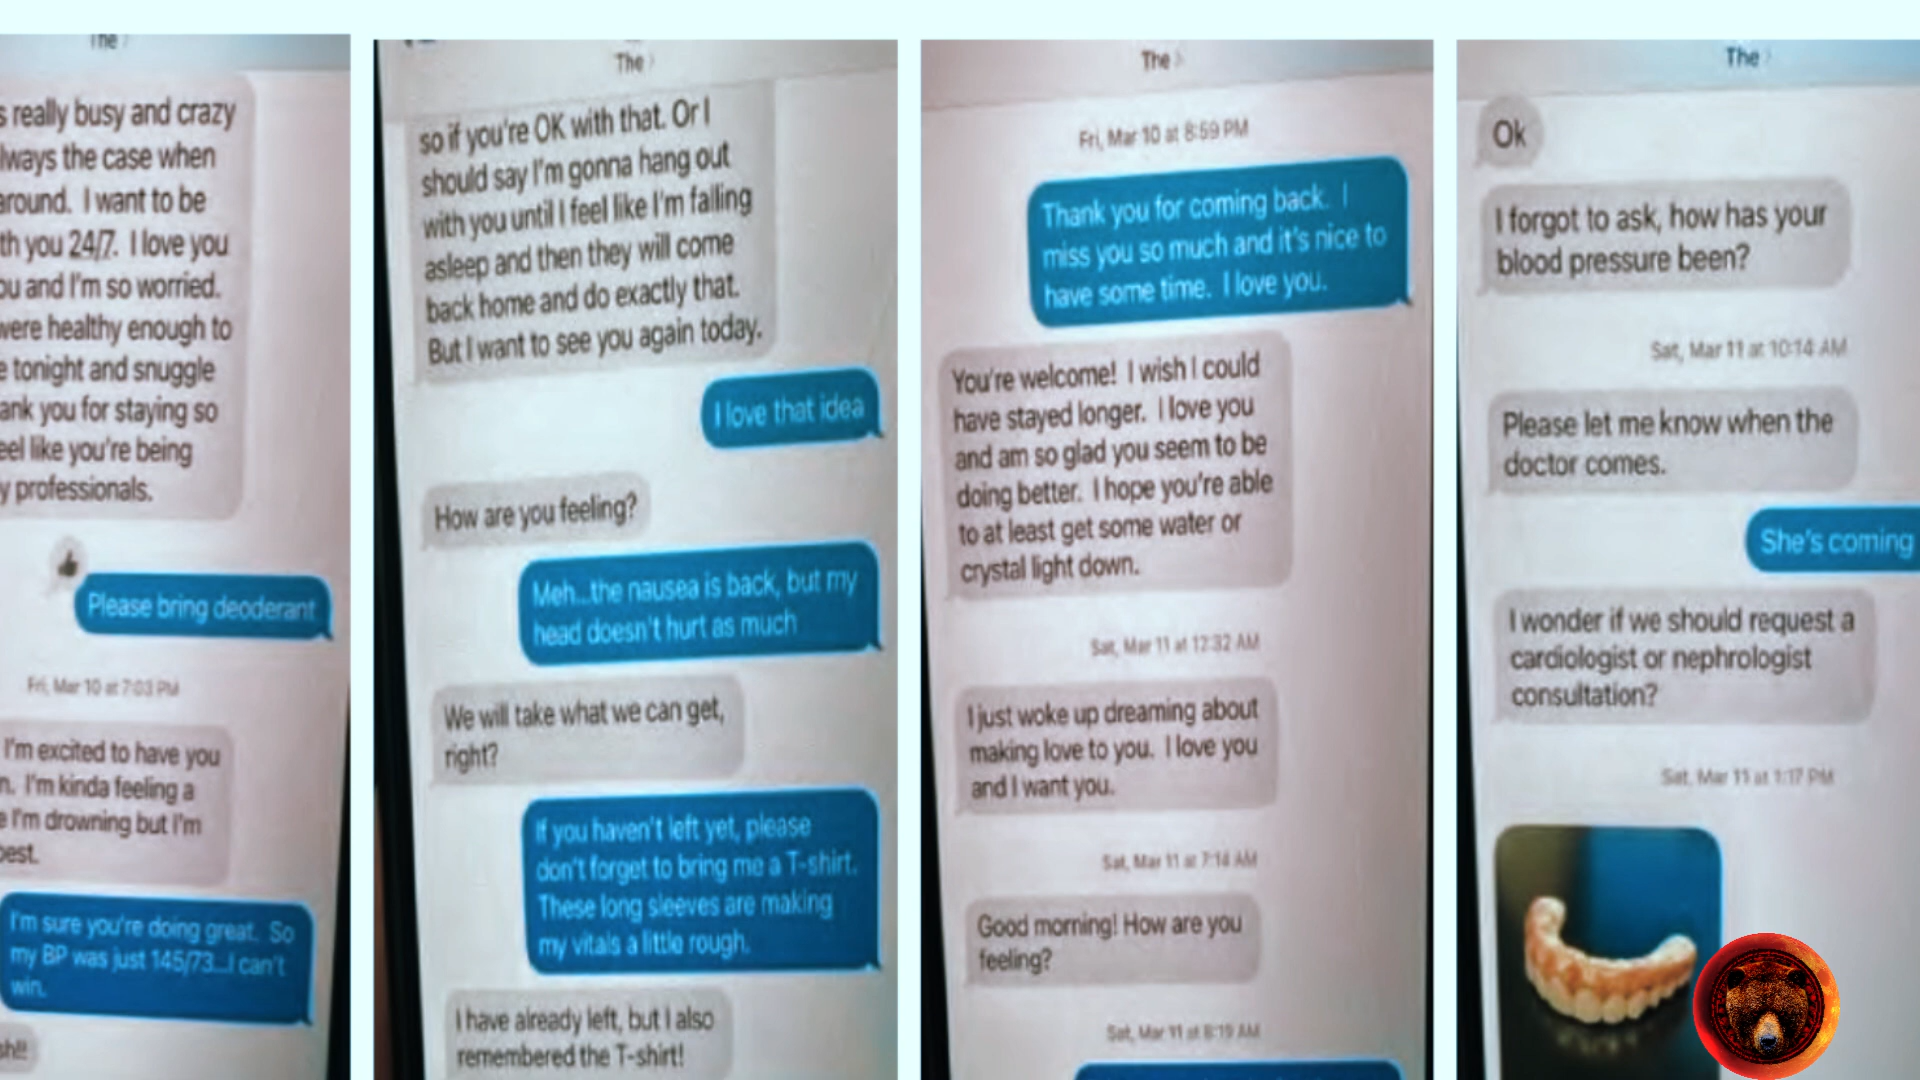 The
s really busy and crazy
lways the case when
around. I want to be
th you 24/7. I love you
ou and I'm so worried.
were healthy enough to
e tonight and snuggle
ank you for staying so
eel like you're being
y professionals.
Please bring deoderant
Fri, Mar 10 at 7:03 PM
I'm excited to have you
n. I'm kinda feeling a
e I'm drowning but I'm
best.
I'm sure you're doing great. So
my BP was just 145/73...I can't
win.
sh!!
The
so if you're OK with that. Or I
should say I'm gonna hang out
with you until I feel like I'm falling
asleep and then they will come
back home and do exactly that.
But I want to see you again today.
I love that idea
How are you feeling?
Meh...the nausea is back, but my
head doesn't hurt as much
We will take what we can get,
right?
If you haven't left yet, please
don't forget to bring me a T-shirt.
These long sleeves are making
my vitals a little rough.
I have already left, but I also
remembered the T-shirt!
The
Fri, Mar 10 at 8:59 PM
Thank you for coming back. I
miss you so much and it's nice to
have some time. I love you.
You're welcome! I wish I could
have stayed longer. I love you
and am so glad you seem to be
doing better. I hope you're able
to at least get some water or
crystal light down.
Sat, Mar 11 at 12:32 AM
I just woke up dreaming about
making love to you. I love you
and I want you.
Sat, Mar 11 at 7:14 AM
Good morning! How are you
feeling?
Sat, Mar 11 at 8:19 AM
The
Ok
I forgot to ask, how has your
blood pressure been?
Sat, Mar 11 at 10:14 AM
Please let me know when the
doctor comes.
She's coming
I wonder if we should request a
cardiologist or nephrologist
consultation?
Sat, Mar 11 at 1:17 PM